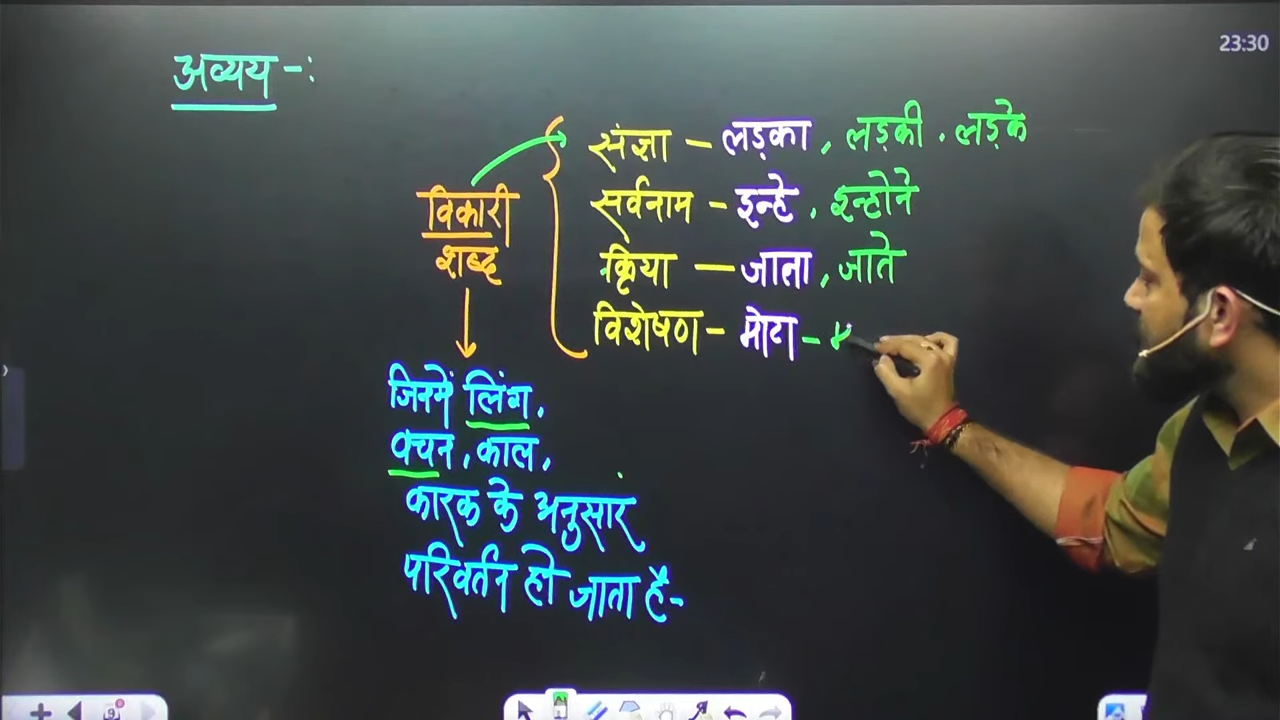 23:30
अव्यय -:
संज्ञा - लड़का, लड़की, लड़के
सर्वनाम - इन्हे, इन्होने
क्रिया - जाता, जाते
विशेषण - मोटा -
विकारी
शब्द
जिनमें लिंग,
वचन, काल,
कारक के अनुसार
परिवर्तन हो जाता है-